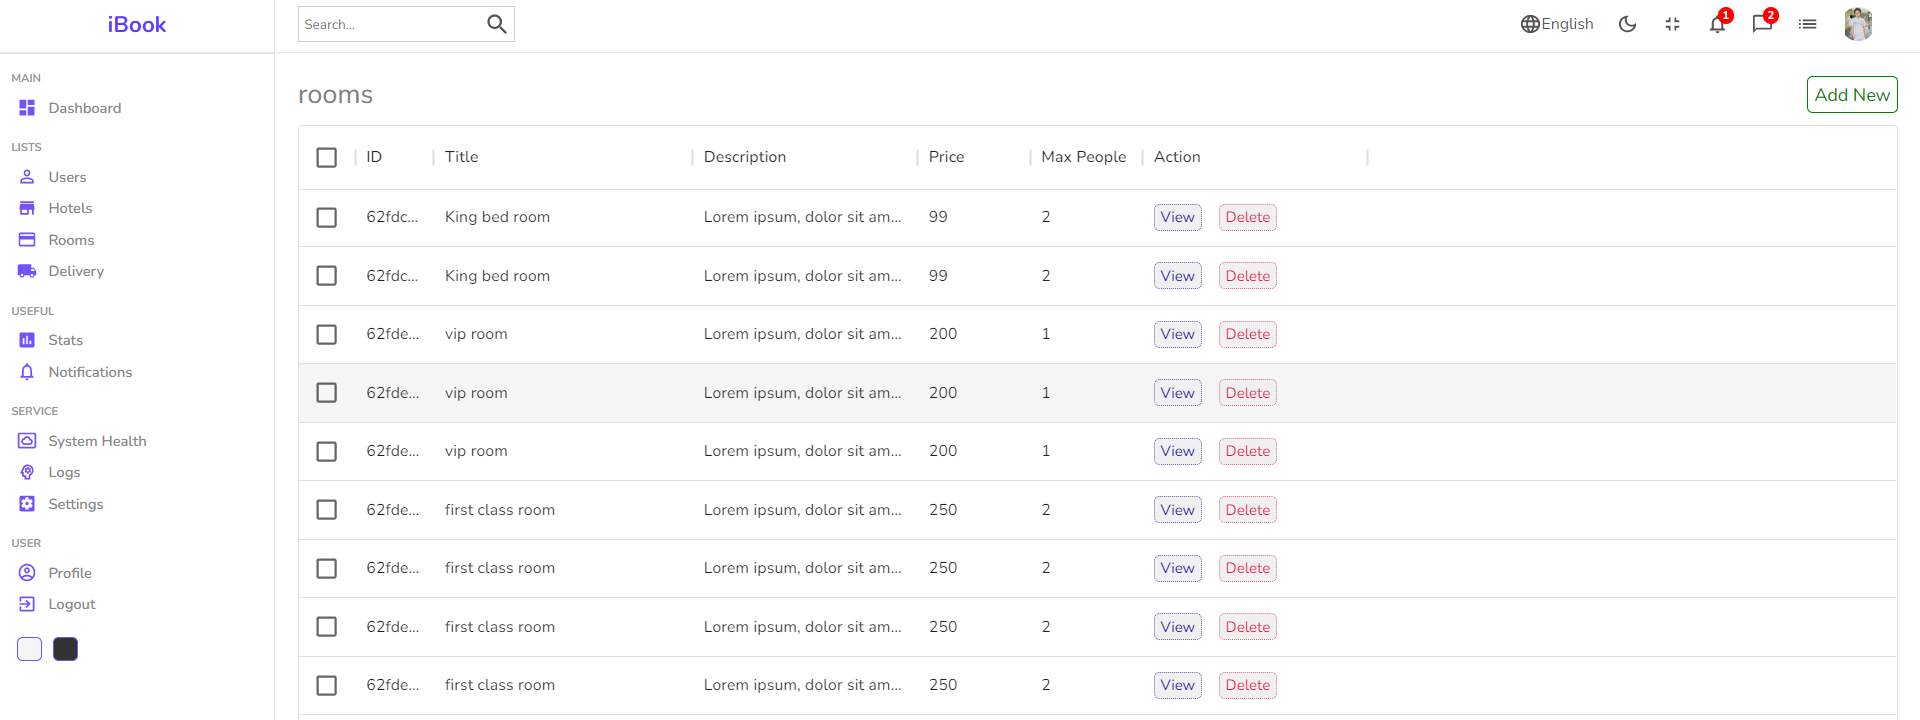 iBook
Search...
English
1
2
MAIN
Dashboard
LISTS
Users
Hotels
Rooms
Delivery
USEFUL
Stats
Notifications
SERVICE
System Health
Logs
Settings
USER
Profile
Logout
rooms
Add New
ID Title Description Price Max People Action
62fdc... King bed room Lorem ipsum, dolor sit am... 99 2 View Delete
62fdc... King bed room Lorem ipsum, dolor sit am... 99 2 View Delete
62fde... vip room Lorem ipsum, dolor sit am... 200 1 View Delete
62fde... vip room Lorem ipsum, dolor sit am... 200 1 View Delete
62fde... vip room Lorem ipsum, dolor sit am... 200 1 View Delete
62fde... first class room Lorem ipsum, dolor sit am... 250 2 View Delete
62fde... first class room Lorem ipsum, dolor sit am... 250 2 View Delete
62fde... first class room Lorem ipsum, dolor sit am... 250 2 View Delete
62fde... first class room Lorem ipsum, dolor sit am... 250 2 View Delete